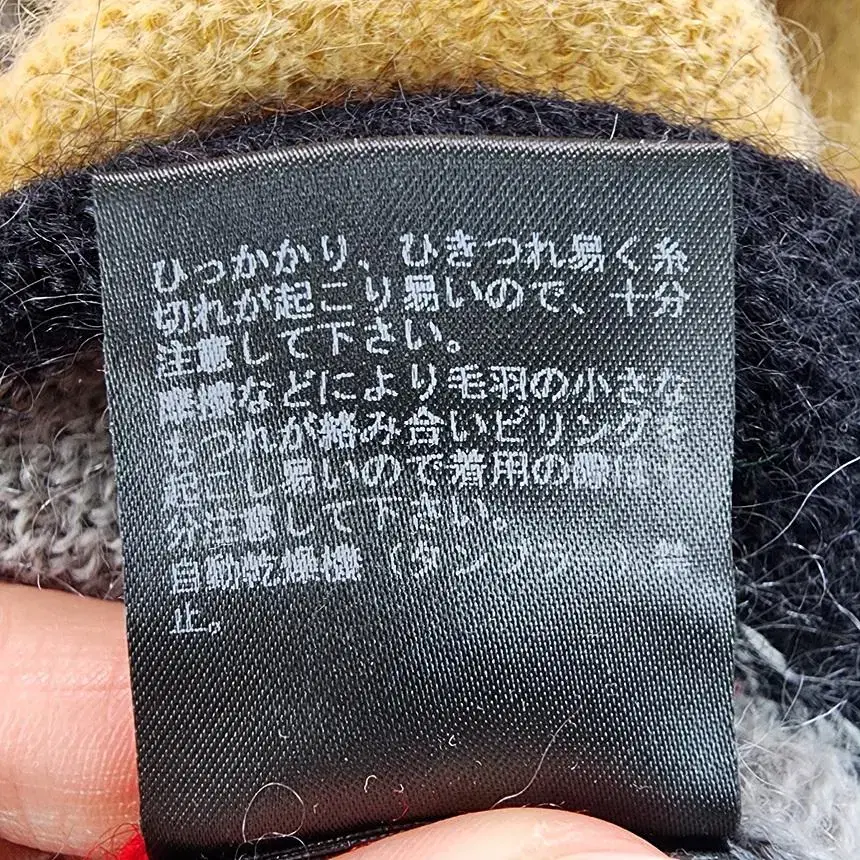 ひっかかり、ひきつれ易く糸
切れが起こり易いので、十分
注意して下さい。
摩擦などにより毛羽の小さな
もつれが絡み合いピリングを
起こし易いので着用の際は十
分注意して下さい。
自動乾燥機（タンブラー）禁
止。